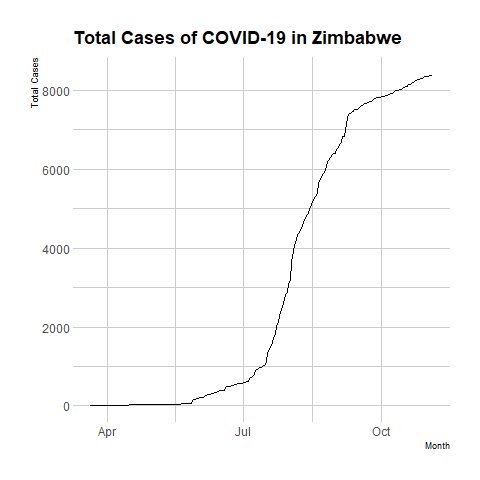 Total Cases of COVID-19 in Zimbabwe
Total Cases
8000
6000
4000
2000
0
Apr Jul Oct
Month